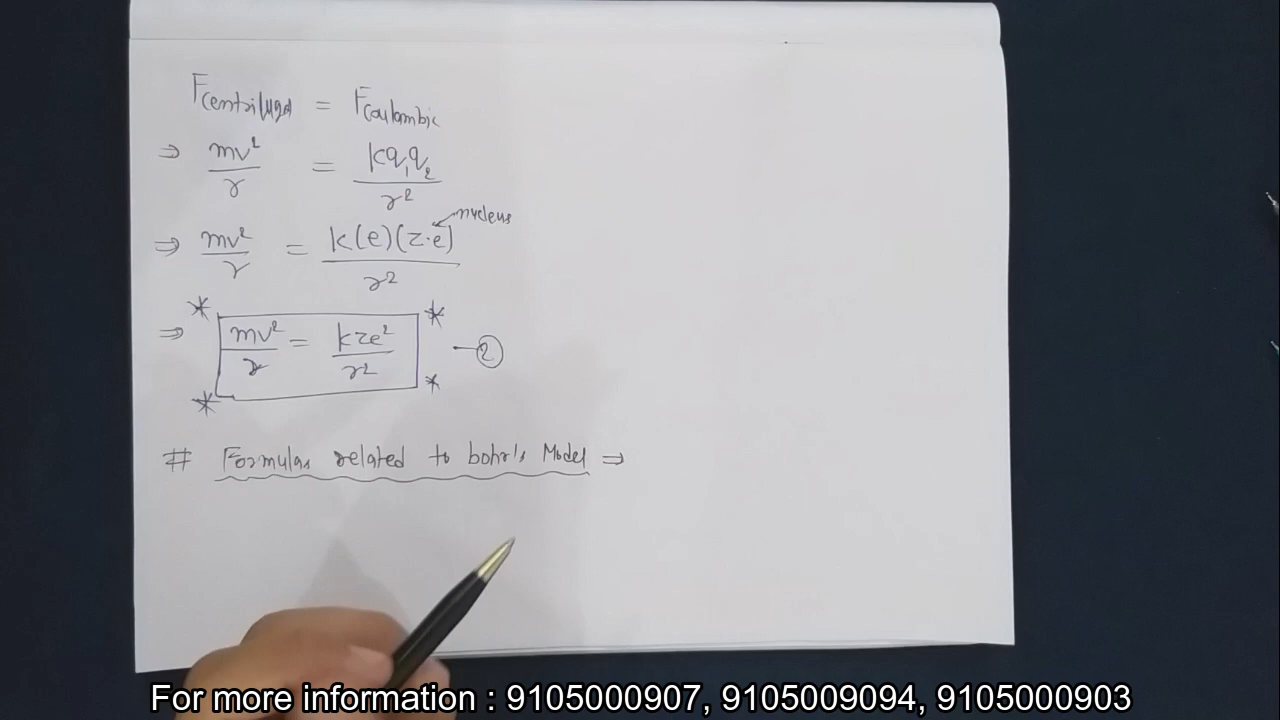 F centrifugal = F coulombic
⇒ mv²/r = kq₁q₂/r²
nucleus
⇒ mv²/r = k(e)(z·e)/r²
⇒ * mv²/r = kze²/r² * — ②
* *
# Formulas related to bohr's Model ⇒
For more information : 9105000907, 9105009094, 9105000903